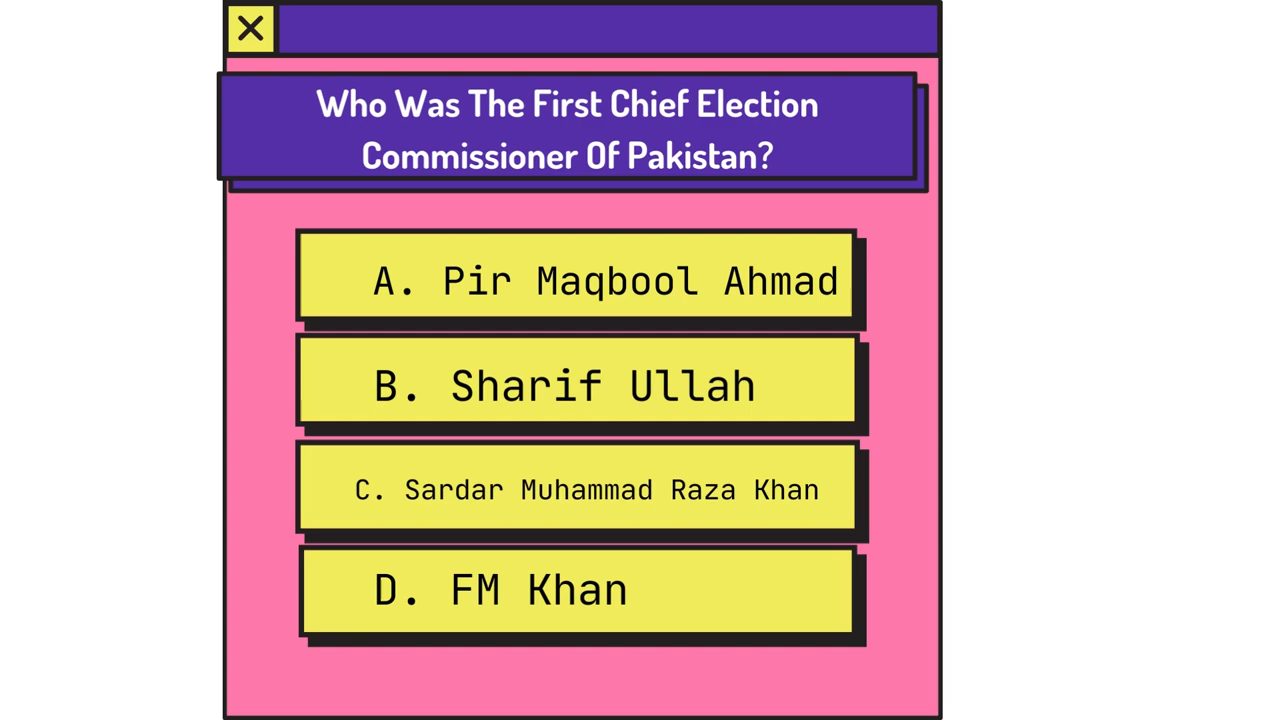 Who Was The First Chief Election
Commissioner Of Pakistan?
A. Pir Maqbool Ahmad
B. Sharif Ullah
C. Sardar Muhammad Raza Khan
D. FM Khan